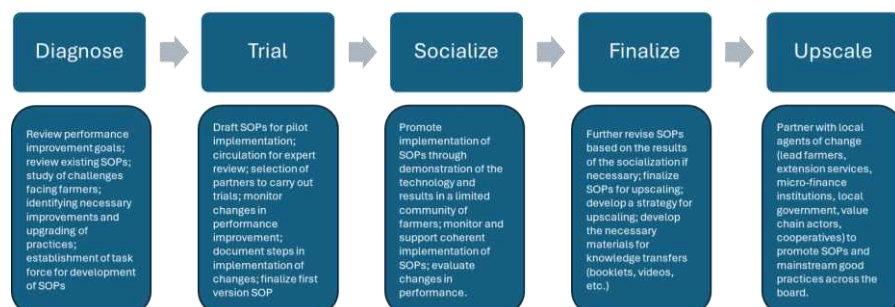 Diagnose
Trial
Socialize
Finalize
Upscale
Review performance
improvement goals;
review existing SOPs;
study of challenges
facing farmers;
identifying necessary
improvements and
upgrading of
practices;
establishment of task
force for development
of SOPs
Draft SOPs for pilot
implementation;
circulation for expert
review; selection of
partners to carry out
trials; monitor
changes in
performance
improvement;
document steps in
implementation of
changes; finalize first
version SOP
Promote
implementation of
SOPs through
demonstration of the
technology and
results in a limited
community of
farmers; monitor and
support coherent
implementation of
SOPs; evaluate
changes in
performance.
Further revise SOPs
based on the results
of the socialization if
necessary; finalize
SOPs for upscaling;
develop a strategy for
upscaling; develop
the necessary
materials for
knowledge transfers
(booklets, videos,
etc.)
Partner with local
agents of change
(lead farmers,
extension services,
micro-finance
institutions, local
government, value
chain actors,
cooperatives) to
promote SOPs and
mainstream good
practices across the
board.